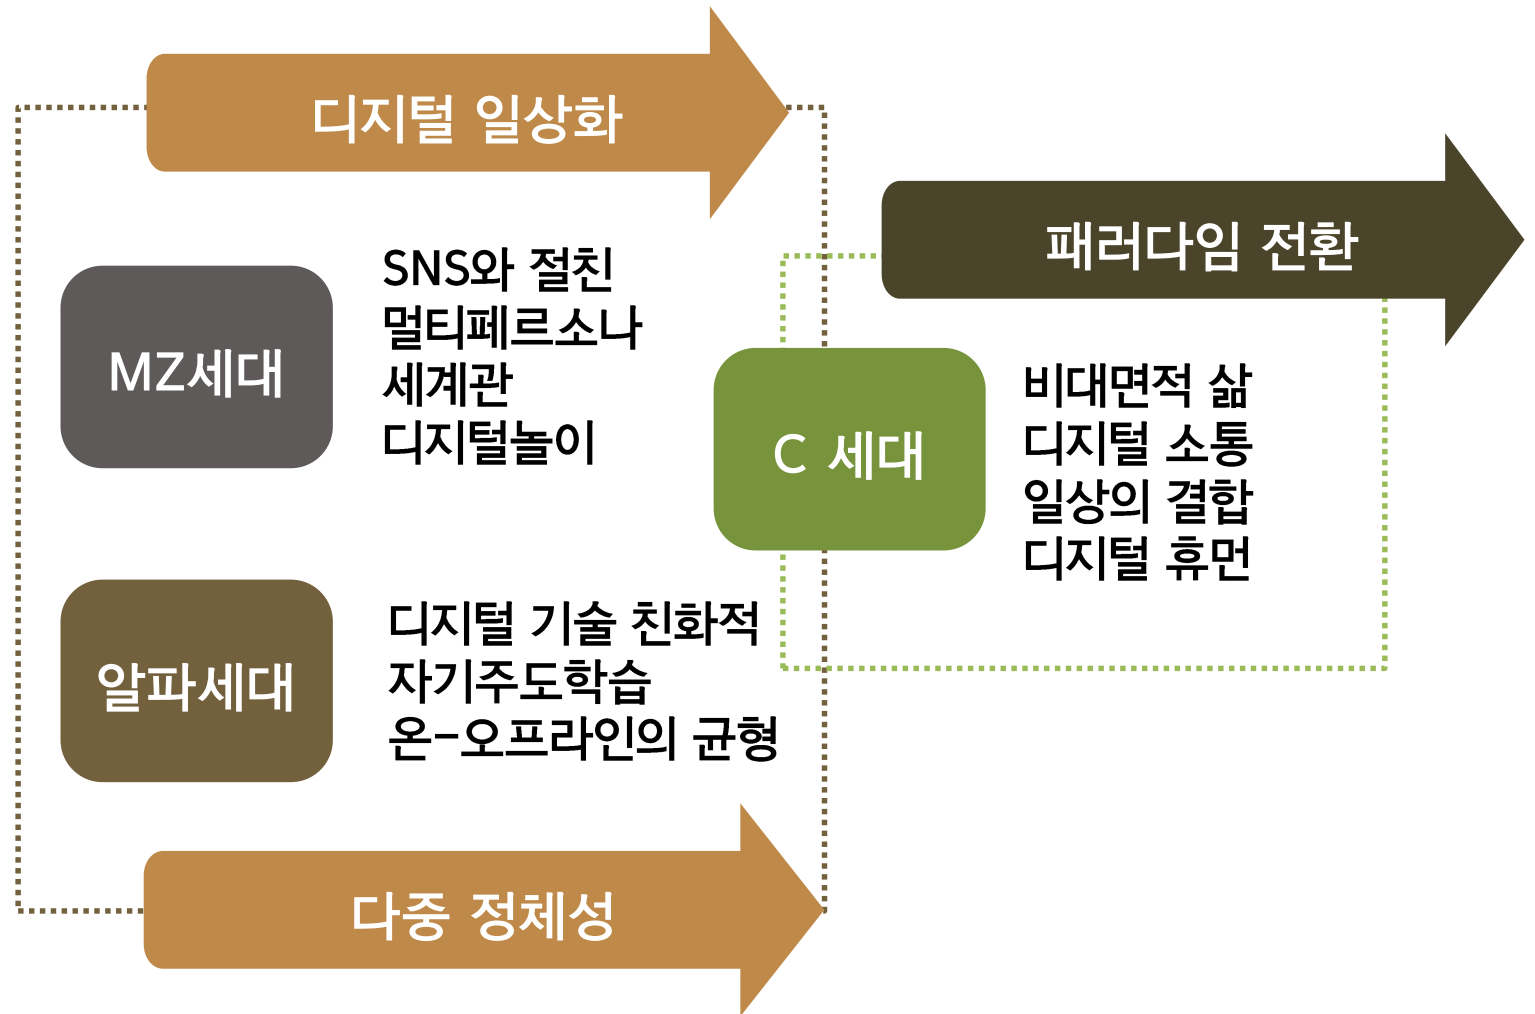 디지털 일상화
MZ세대
SNS와 절친
멀티페르소나
세계관
디지털놀이
알파세대
디지털 기술 친화적
자기주도학습
온-오프라인의 균형
다중 정체성
패러다임 전환
C 세대
비대면적 삶
디지털 소통
일상의 결합
디지털 휴먼